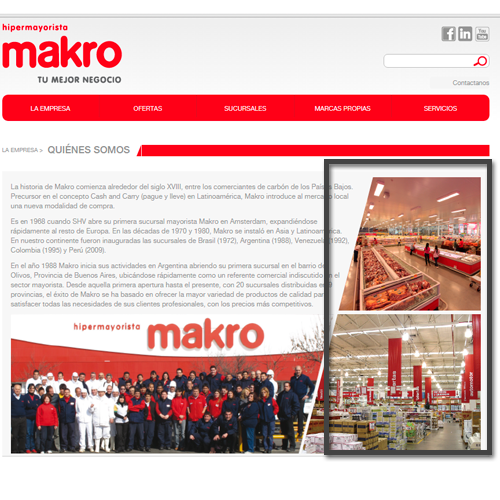 hipermayorista
makro
TU MEJOR NEGOCIO
Contactanos
LA EMPRESA
OFERTAS
SUCURSALES
MARCAS PROPIAS
SERVICIOS
LA EMPRESA > QUIÉNES SOMOS
La historia de Makro comienza alrededor del siglo XVIII, entre los comerciantes de carbón de los Países Bajos.
Precursor en el concepto Cash and Carry (pague y lleve) en Latinoamérica, Makro introduce al mercado local
una nueva modalidad de compra.
Es en 1968 cuando SHV abre su primera sucursal mayorista Makro en Amsterdam, expandiéndose
rápidamente al resto de Europa. En las décadas de 1970 y 1980, Makro se instaló en Asia y Latinoamérica.
En nuestro continente fueron inauguradas las sucursales de Brasil (1972), Argentina (1988), Venezuela (1992),
Colombia (1995) y Perú (2009).
En el año 1988 Makro inicia sus actividades en Argentina abriendo su primera sucursal en el barrio de
Olivos, Provincia de Buenos Aires, ubicándose rápidamente como un referente comercial indiscutido en el
sector mayorista. Desde aquella primera apertura hasta el presente, con 20 sucursales distribuidas en 9
provincias, el éxito de Makro se ha basado en ofrecer la mayor variedad de productos de calidad para
satisfacer todas las necesidades de sus clientes profesionales, con los precios más competitivos.
hipermayorista
makro